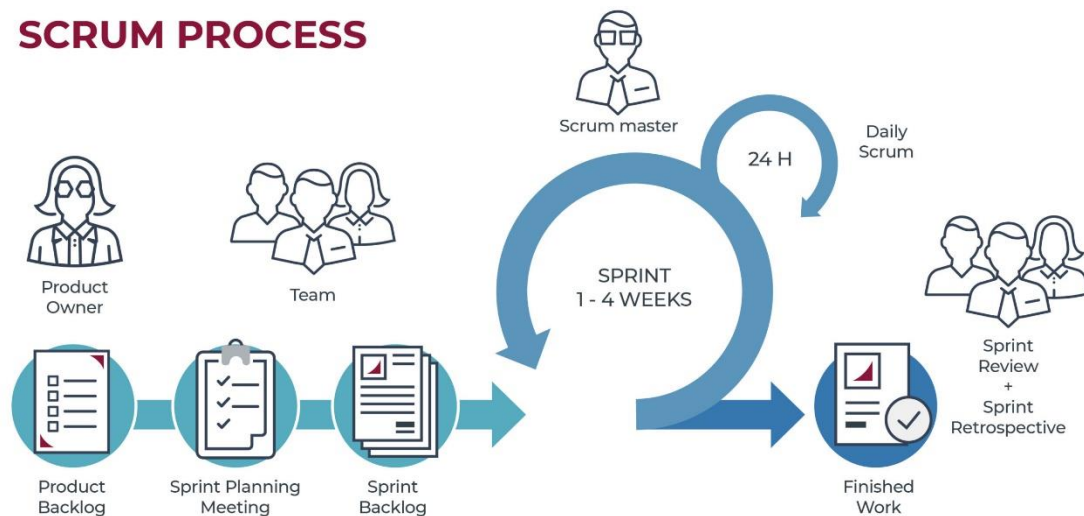 SCRUM PROCESS
Scrum master
24 H
Daily
Scrum
Product
Owner
Team
SPRINT
1 - 4 WEEKS
Sprint
Review
+
Sprint
Retrospective
Product
Backlog
Sprint Planning
Meeting
Sprint
Backlog
Finished
Work